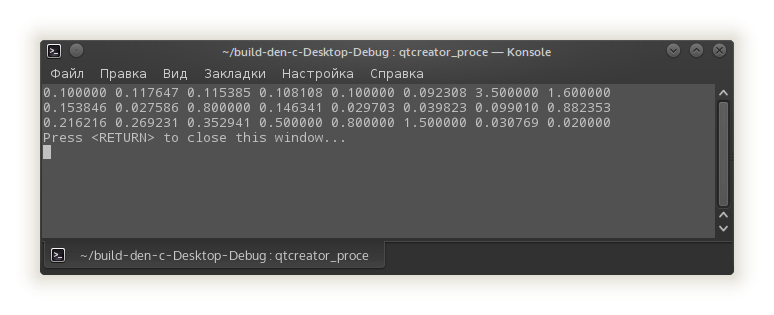 ~/build-den-c-Desktop-Debug : qtcreator_proce — Konsole
Файл Правка Вид Закладки Настройка Справка
0.100000 0.117647 0.115385 0.108108 0.100000 0.092308 3.500000 1.600000
0.153846 0.027586 0.800000 0.146341 0.029703 0.039823 0.099010 0.882353
0.216216 0.269231 0.352941 0.500000 0.800000 1.500000 0.030769 0.020000
Press <RETURN> to close this window...
~/build-den-c-Desktop-Debug : qtcreator_proce